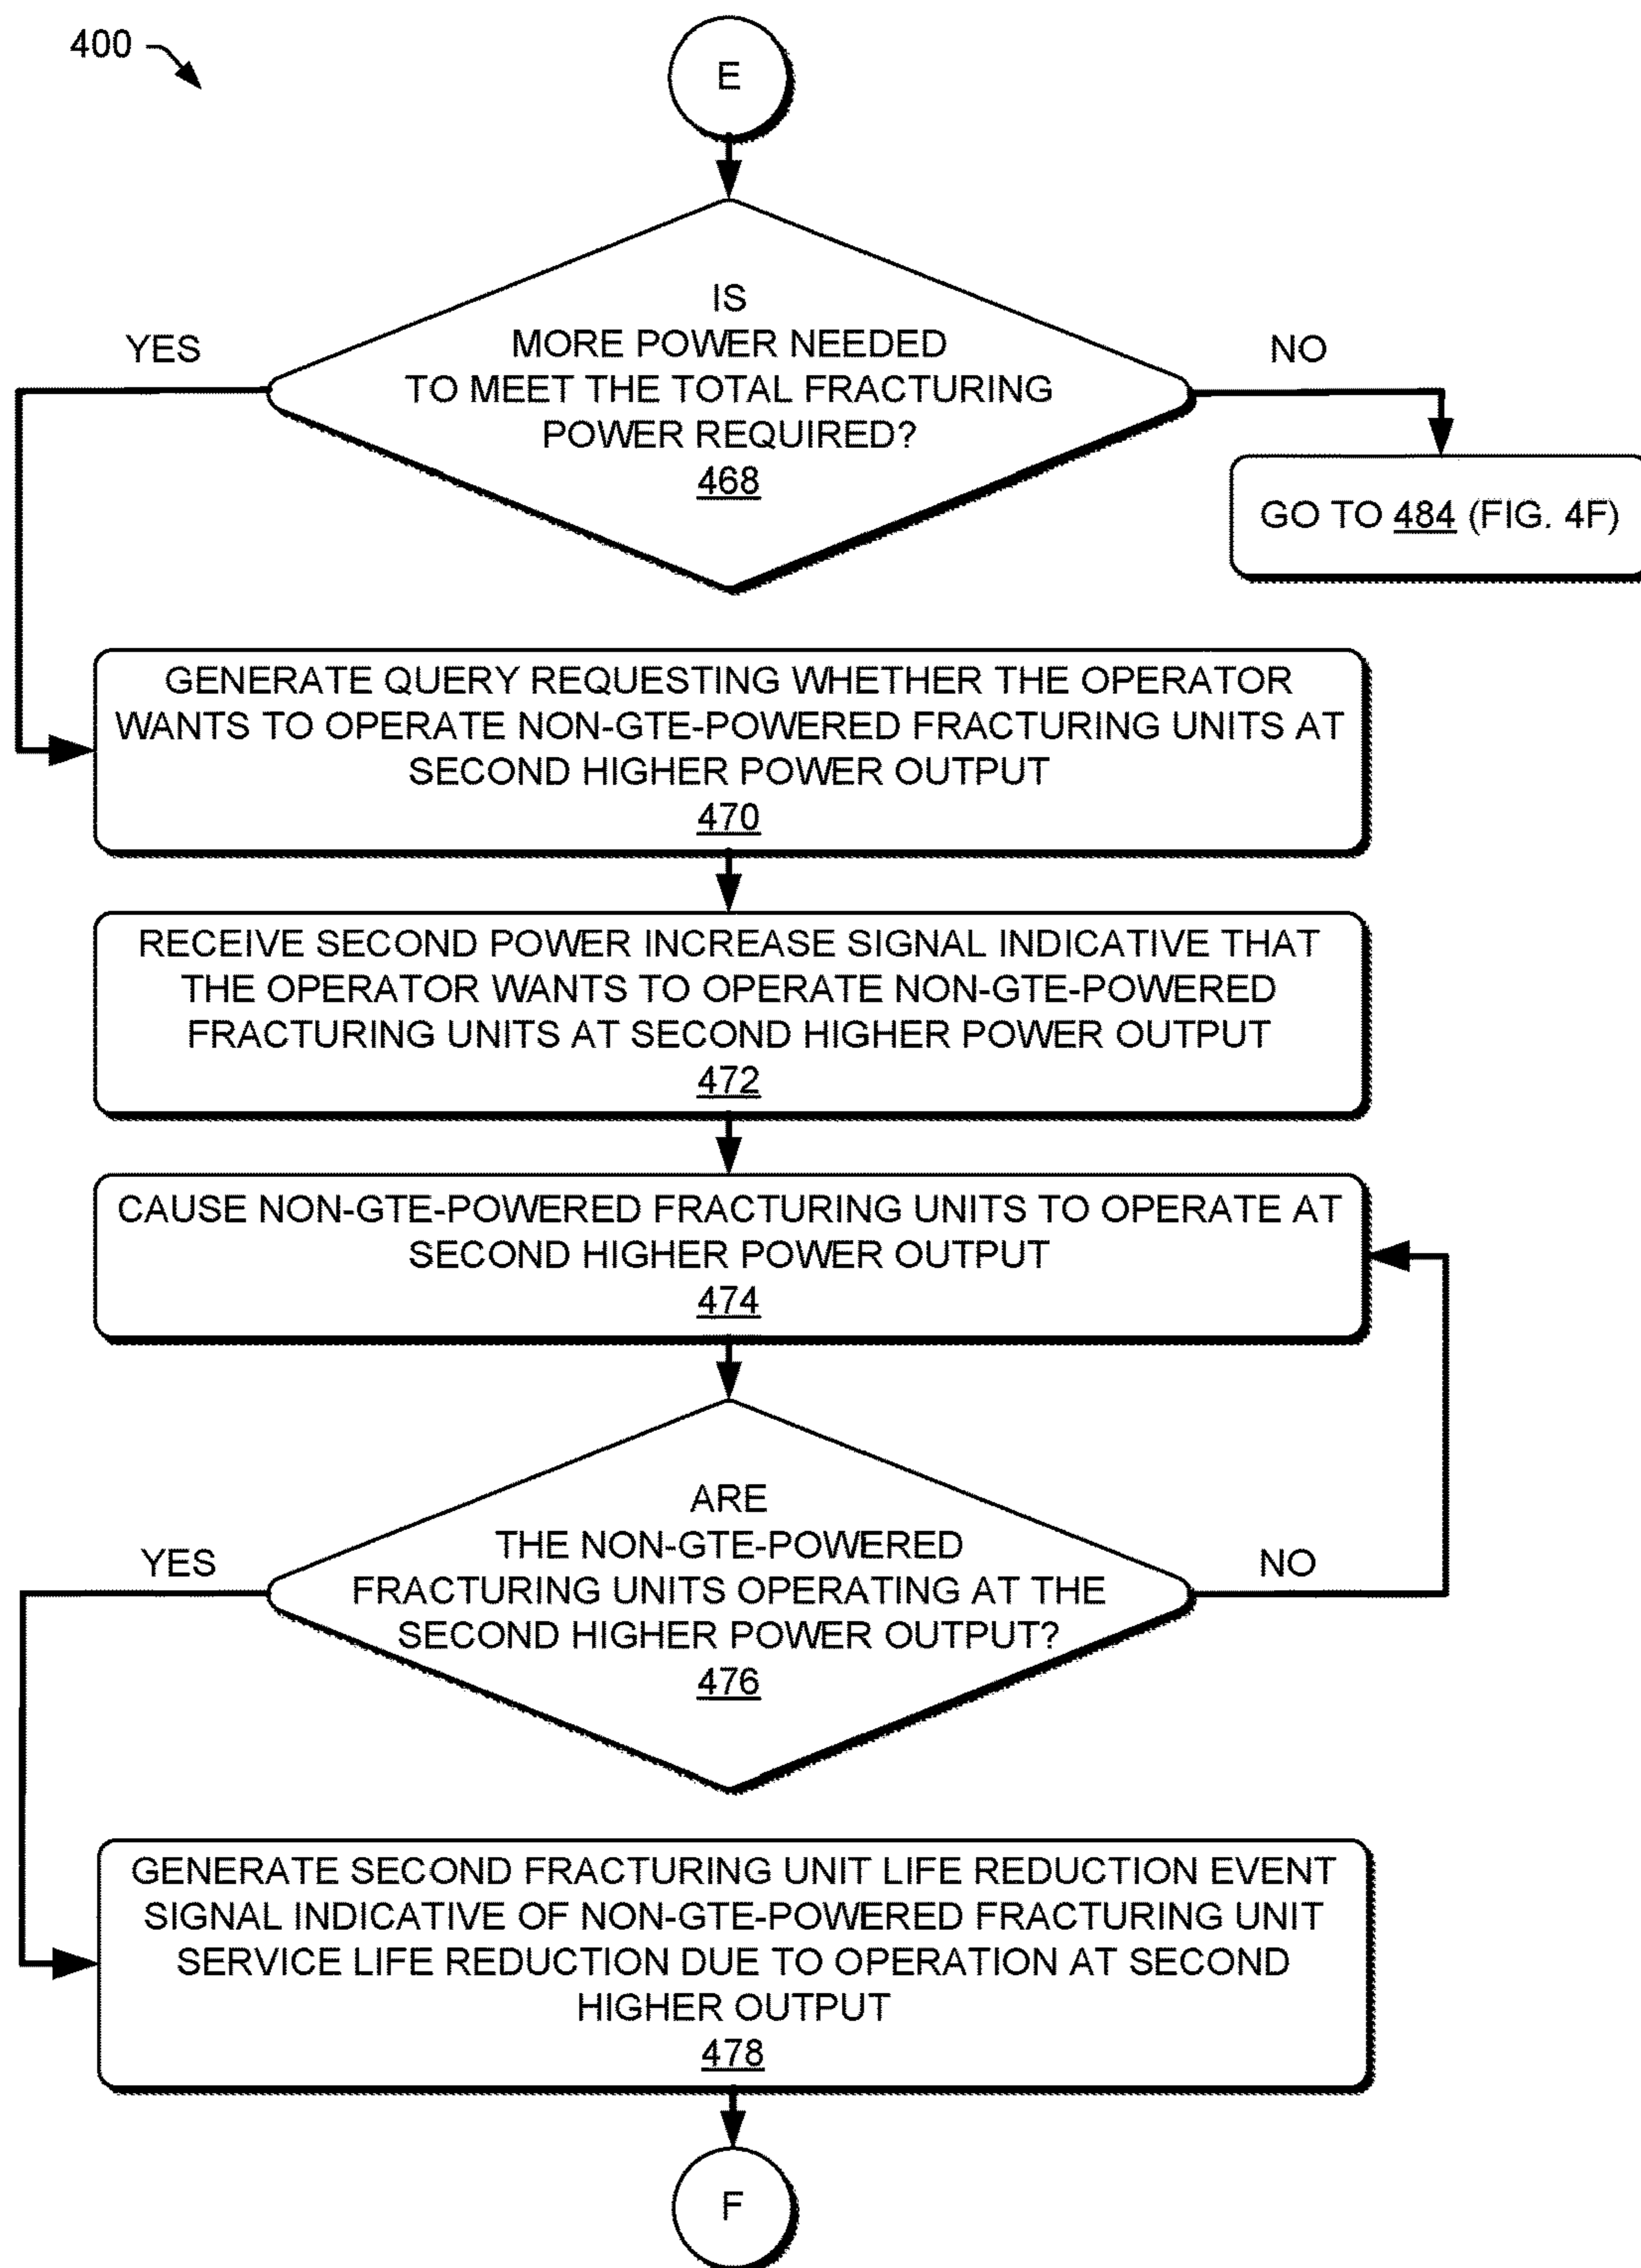 400
E
IS
MORE POWER NEEDED
TO MEET THE TOTAL FRACTURING
POWER REQUIRED?
468
YES
NO
GO TO 484 (FIG. 4F)
GENERATE QUERY REQUESTING WHETHER THE OPERATOR
WANTS TO OPERATE NON-GTE-POWERED FRACTURING UNITS AT
SECOND HIGHER POWER OUTPUT
470
RECEIVE SECOND POWER INCREASE SIGNAL INDICATIVE THAT
THE OPERATOR WANTS TO OPERATE NON-GTE-POWERED
FRACTURING UNITS AT SECOND HIGHER POWER OUTPUT
472
CAUSE NON-GTE-POWERED FRACTURING UNITS TO OPERATE AT
SECOND HIGHER POWER OUTPUT
474
ARE
THE NON-GTE-POWERED
FRACTURING UNITS OPERATING AT THE
SECOND HIGHER POWER OUTPUT?
476
YES
NO
GENERATE SECOND FRACTURING UNIT LIFE REDUCTION EVENT
SIGNAL INDICATIVE OF NON-GTE-POWERED FRACTURING UNIT
SERVICE LIFE REDUCTION DUE TO OPERATION AT SECOND
HIGHER OUTPUT
478
F